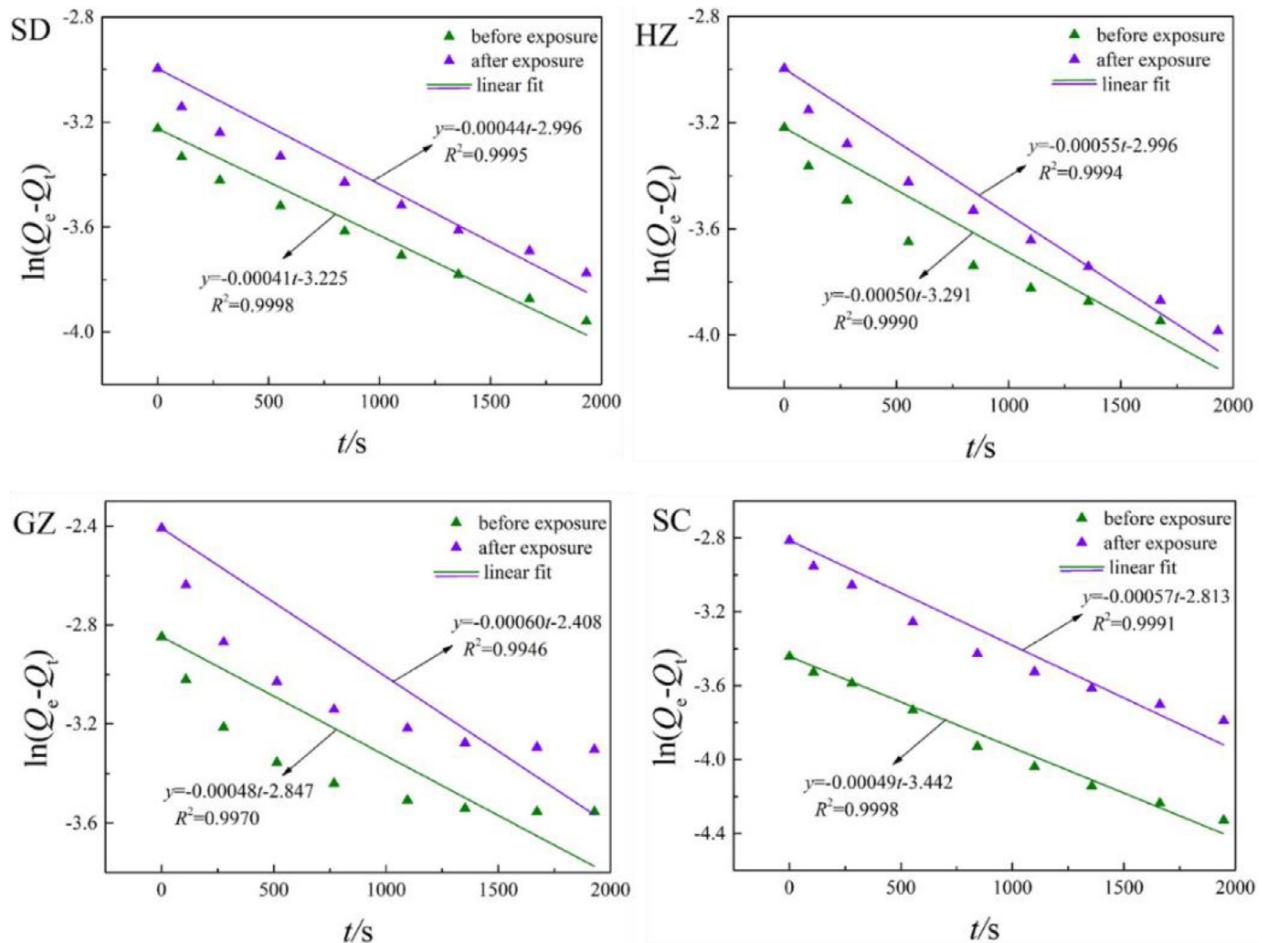 SD
-2.8
-3.2
-3.6
-4.0
ln(Qe-Qt)
before exposure
after exposure
linear fit
y=-0.00044t-2.996
R²=0.9995
y=-0.00041t-3.225
R²=0.9998
0 500 1000 1500 2000
t/s
HZ
-2.8
-3.2
-3.6
-4.0
ln(Qe-Qt)
before exposure
after exposure
linear fit
y=-0.00055t-2.996
R²=0.9994
y=-0.00050t-3.291
R²=0.9990
0 500 1000 1500 2000
t/s
GZ
-2.4
-2.8
-3.2
-3.6
ln(Qe-Qt)
before exposure
after exposure
linear fit
y=-0.00060t-2.408
R²=0.9946
y=-0.00048t-2.847
R²=0.9970
0 500 1000 1500 2000
t/s
SC
-2.8
-3.2
-3.6
-4.0
-4.4
ln(Qe-Qt)
before exposure
after exposure
linear fit
y=-0.00057t-2.813
R²=0.9991
y=-0.00049t-3.442
R²=0.9998
0 500 1000 1500 2000
t/s